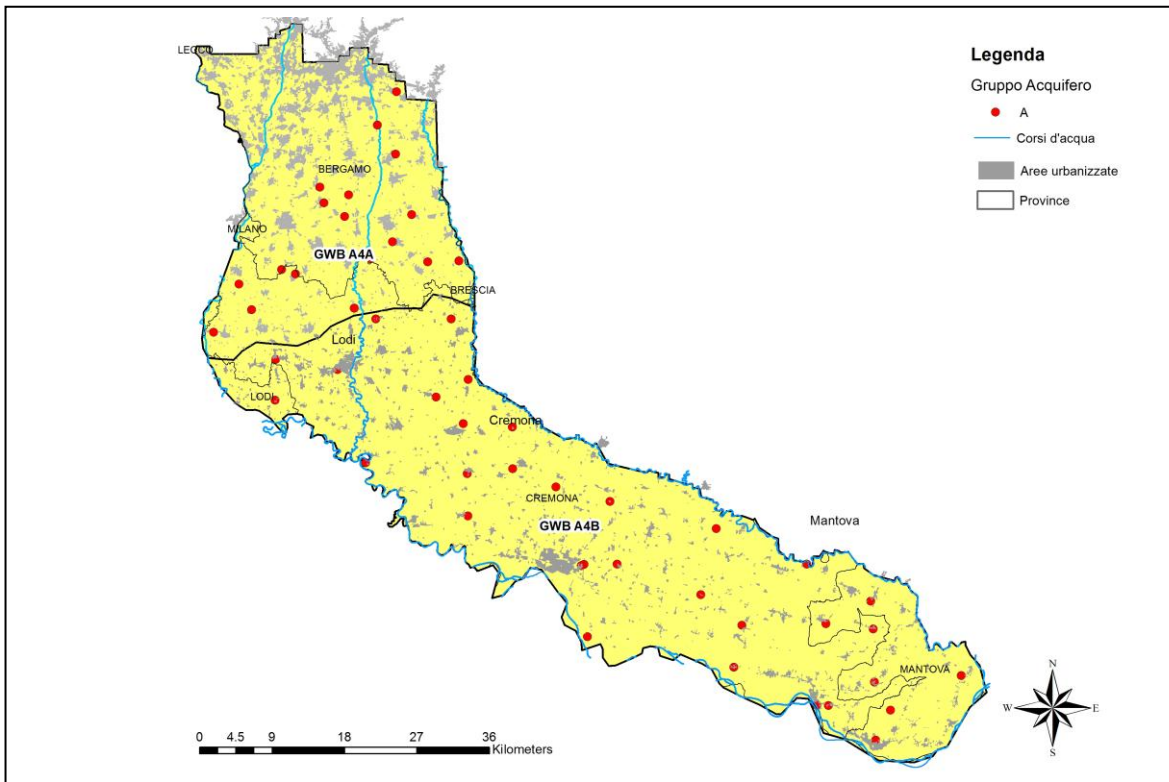 LECCO
BERGAMO
MILANO
GWB A4A
BRESCIA
Lodi
LODI
Cremona
CREMONA
GWB A4B
Mantova
MANTOVA
Legenda
Gruppo Acquifero
A
Corsi d'acqua
Aree urbanizzate
Province
N
W E
S
0 4.5 9 18 27 36
Kilometers